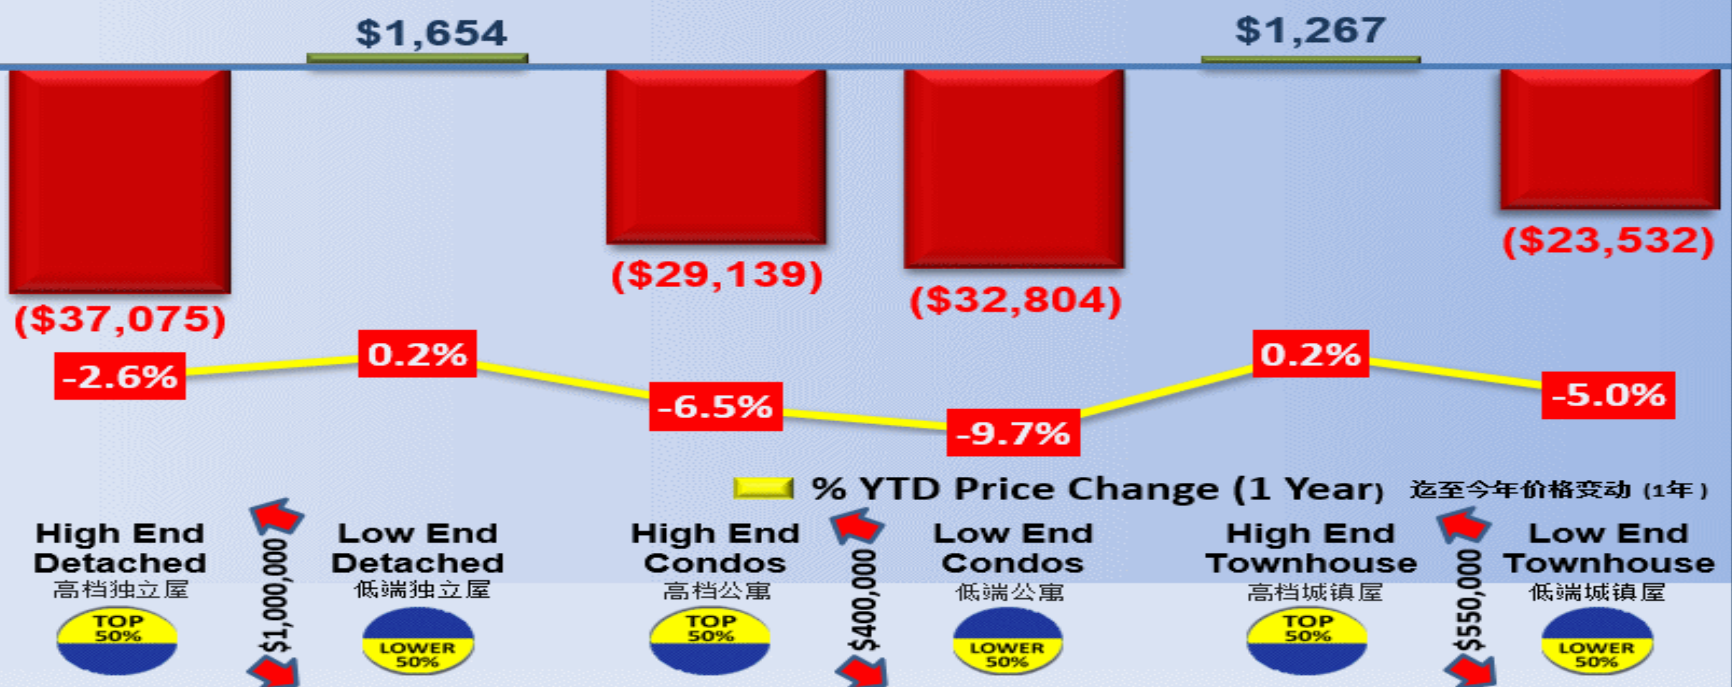 $1,654
$1,267
($37,075)
($29,139)
($32,804)
($23,532)
-2.6%
0.2%
-6.5%
-9.7%
0.2%
-5.0%
% YTD Price Change (1 Year) 迄至今年价格变动 (1年)
High End
Detached
高档独立屋
TOP
50%
$1,000,000
Low End
Detached
低端独立屋
LOWER
50%
High End
Condos
高档公寓
TOP
50%
$400,000
Low End
Condos
低端公寓
LOWER
50%
High End
Townhouse
高档城镇屋
TOP
50%
$550,000
Low End
Townhouse
低端城镇屋
LOWER
50%